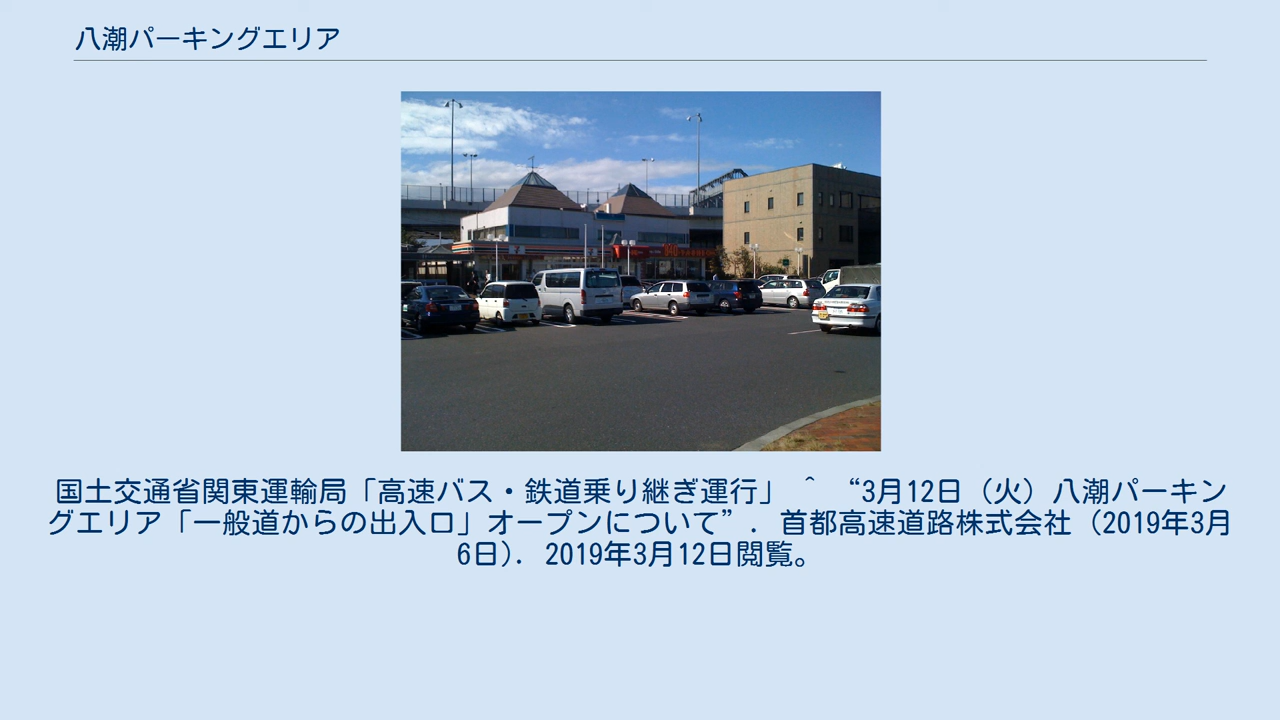 八潮パーキングエリア
国土交通省関東運輸局「高速バス・鉄道乗り継ぎ運行」 ^ “3月12日（火）八潮パーキン
グエリア「一般道からの出入口」オープンについて”. 首都高速道路株式会社 (2019年3月
6日). 2019年3月12日閲覧。